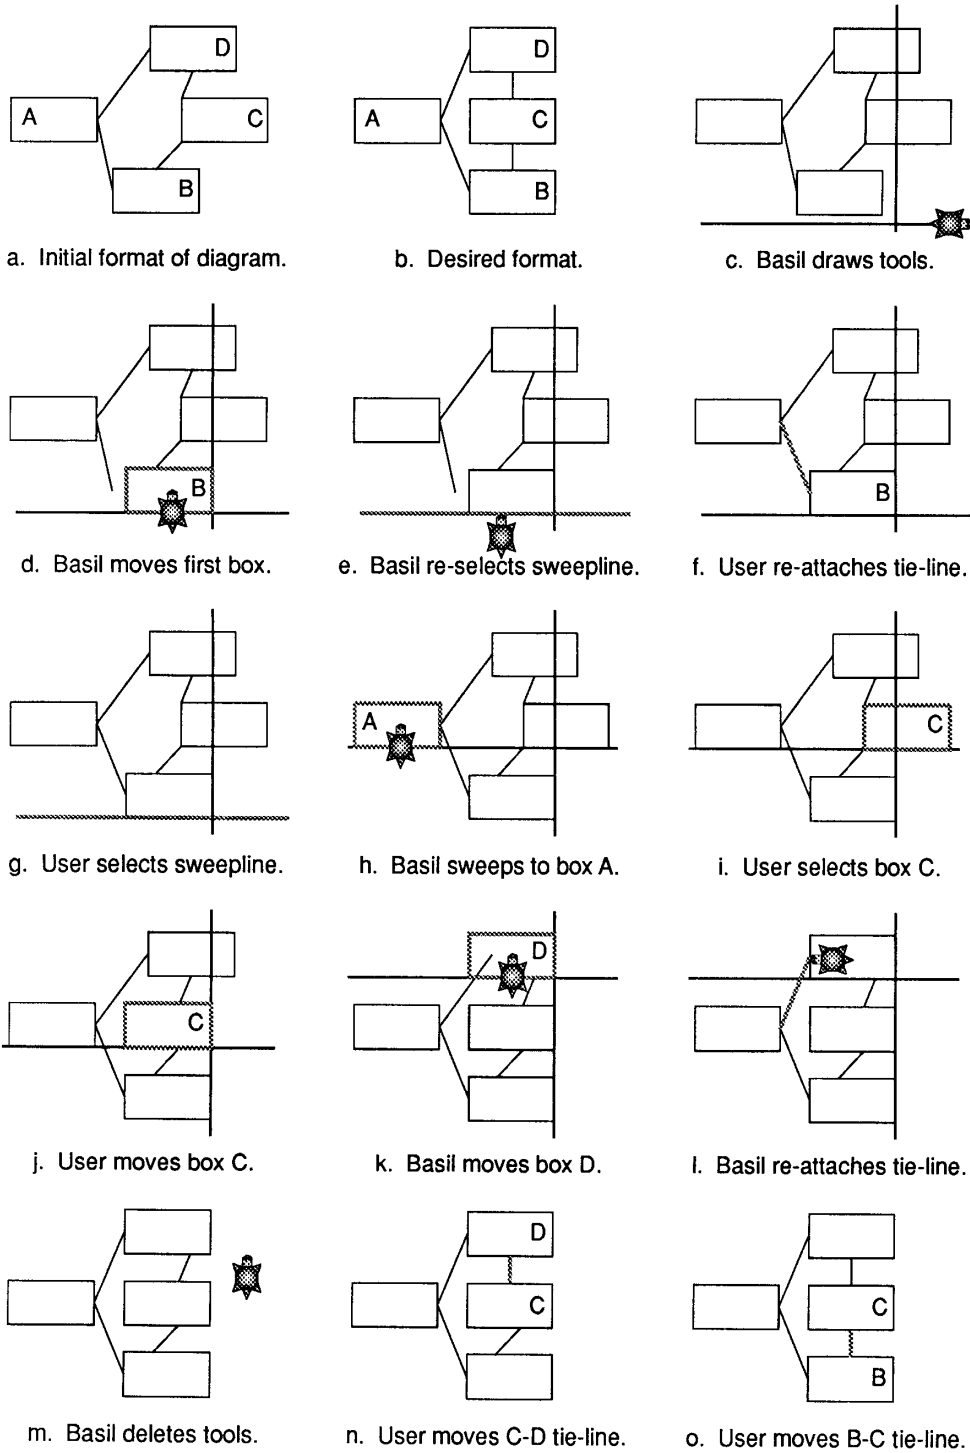 D
A
C
B
D
A
C
B
a. Initial format of diagram.
b. Desired format.
c. Basil draws tools.
B
B
d. Basil moves first box.
e. Basil re-selects sweepline.
f. User re-attaches tie-line.
A
C
g. User selects sweepline.
h. Basil sweeps to box A.
i. User selects box C.
C
D
j. User moves box C.
k. Basil moves box D.
l. Basil re-attaches tie-line.
D
C
C
B
m. Basil deletes tools.
n. User moves C-D tie-line.
o. User moves B-C tie-line.